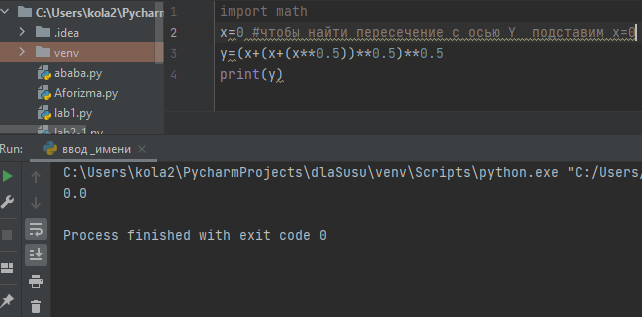 C:\Users\kola2\Pycharm
.idea
venv
ababa.py
Aforizma.py
lab1.py
lab2-1.py
1 import math
2 x=0 #чтобы найти пересечение с осью Y  подставим x=0
3 y=(x+(x+(x**0.5))**0.5)**0.5
4 print(y)
Run: ввод_имени
C:\Users\kola2\PycharmProjects\dlaSusu\venv\Scripts\python.exe "C:/Users/
0.0
Process finished with exit code 0